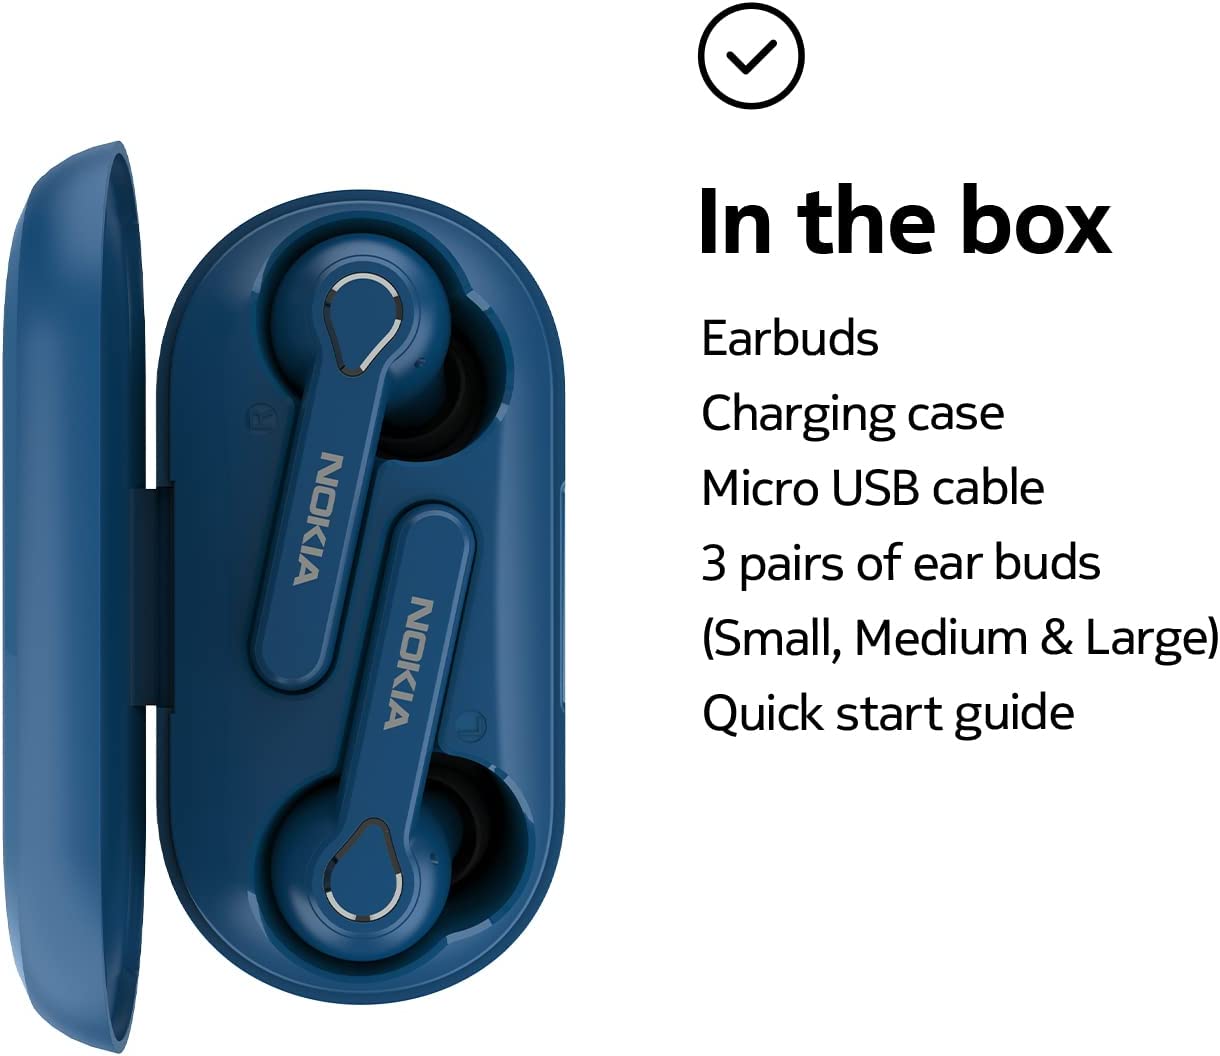 In the box
Earbuds
Charging case
Micro USB cable
3 pairs of ear buds
(Small, Medium & Large)
Quick start guide
R
NOKIA
NOKIA
L